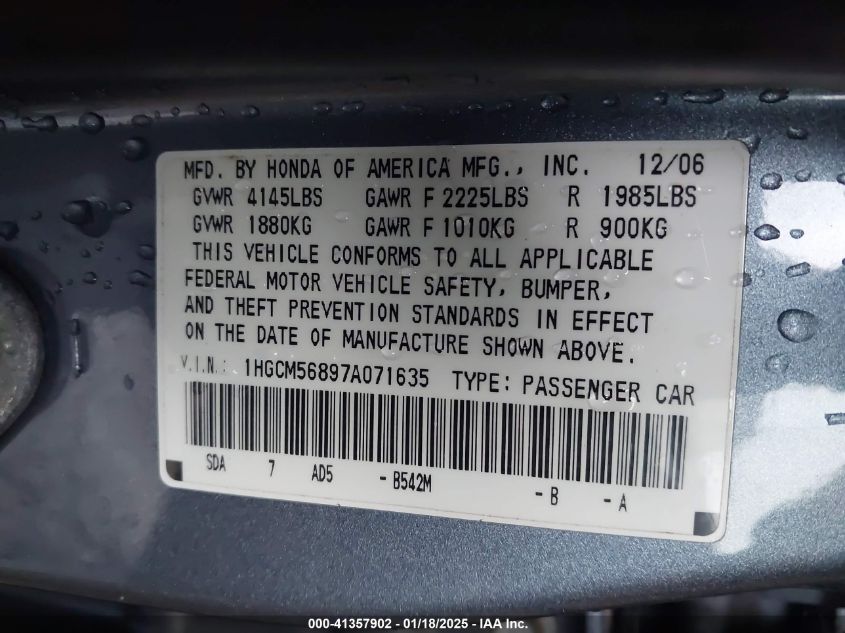 MFD. BY HONDA OF AMERICA MFG., INC. 12/06
GVWR 4145LBS GAWR F 2225LBS R 1985LBS
GVWR 1880KG GAWR F 1010KG R 900KG
THIS VEHICLE CONFORMS TO ALL APPLICABLE
FEDERAL MOTOR VEHICLE SAFETY, BUMPER,
AND THEFT PREVENTION STANDARDS IN EFFECT
ON THE DATE OF MANUFACTURE SHOWN ABOVE.
V.I.N.: 1HGCM56897A071635 TYPE: PASSENGER CAR
SDA 7 AD5 - B542M - B - A
000-41357902 - 01/18/2025 - IAA Inc.